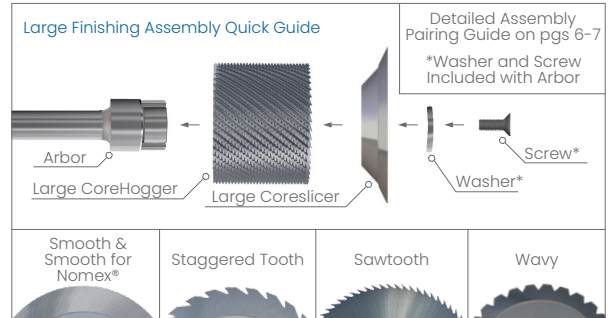 Large Finishing Assembly Quick Guide
Detailed Assembly
Pairing Guide on pgs 6-7
*Washer and Screw
Included with Arbor
Arbor
Large CoreHogger
Large Coreslicer
Washer*
Screw*
Smooth &
Smooth for
Nomex®
Staggered Tooth
Sawtooth
Wavy